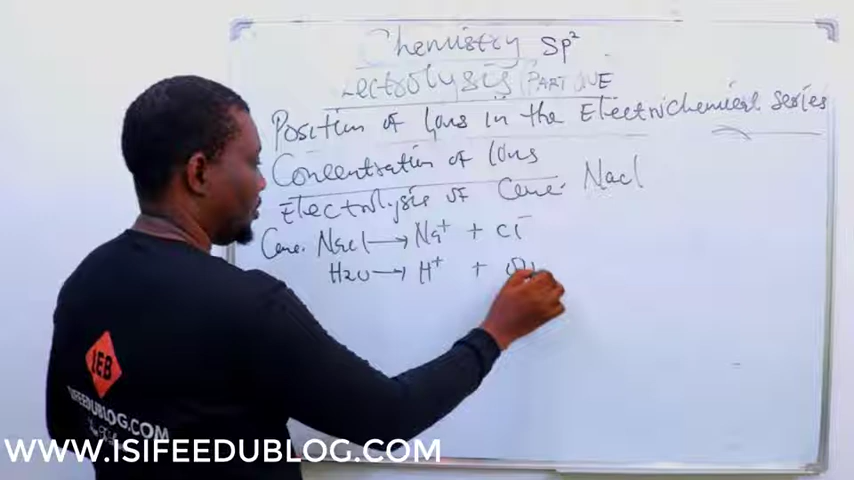 Chemistry SP²
Lectrolysis PART ONE
Position of Ions in the Electrochemical series
Concentration of Ions
Electrolysis of Conc. Nacl
Conc. Nacl → Na⁺ + Cl⁻
H2O → H⁺ + OH
IEB
ISIFEEDUBLOG.COM
WWW.ISIFEEDUBLOG.COM